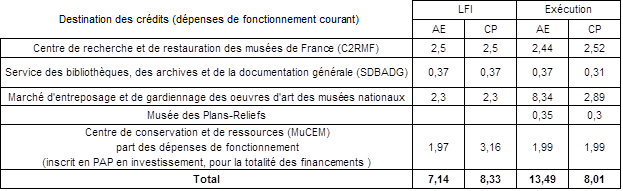 Destination des crédits (dépenses de fonctionnement courant) LFI Exécution
AE CP AE CP
Centre de recherche et de restauration des musées de France (C2RMF) 2,5 2,5 2,44 2,52
Service des bibliothèques, des archives et de la documentation générale (SDBADG) 0,37 0,37 0,37 0,31
Marché d'entreposage et de gardiennage des oeuvres d'art des musées nationaux 2,3 2,3 8,34 2,89
Musée des Plans-Reliefs 0,35 0,3
Centre de conservation et de ressources (MuCEM)
part des dépenses de fonctionnement 1,97 3,16 1,99 1,99
(inscrit en PAP en investissement, pour la totalité des financements )
Total 7,14 8,33 13,49 8,01